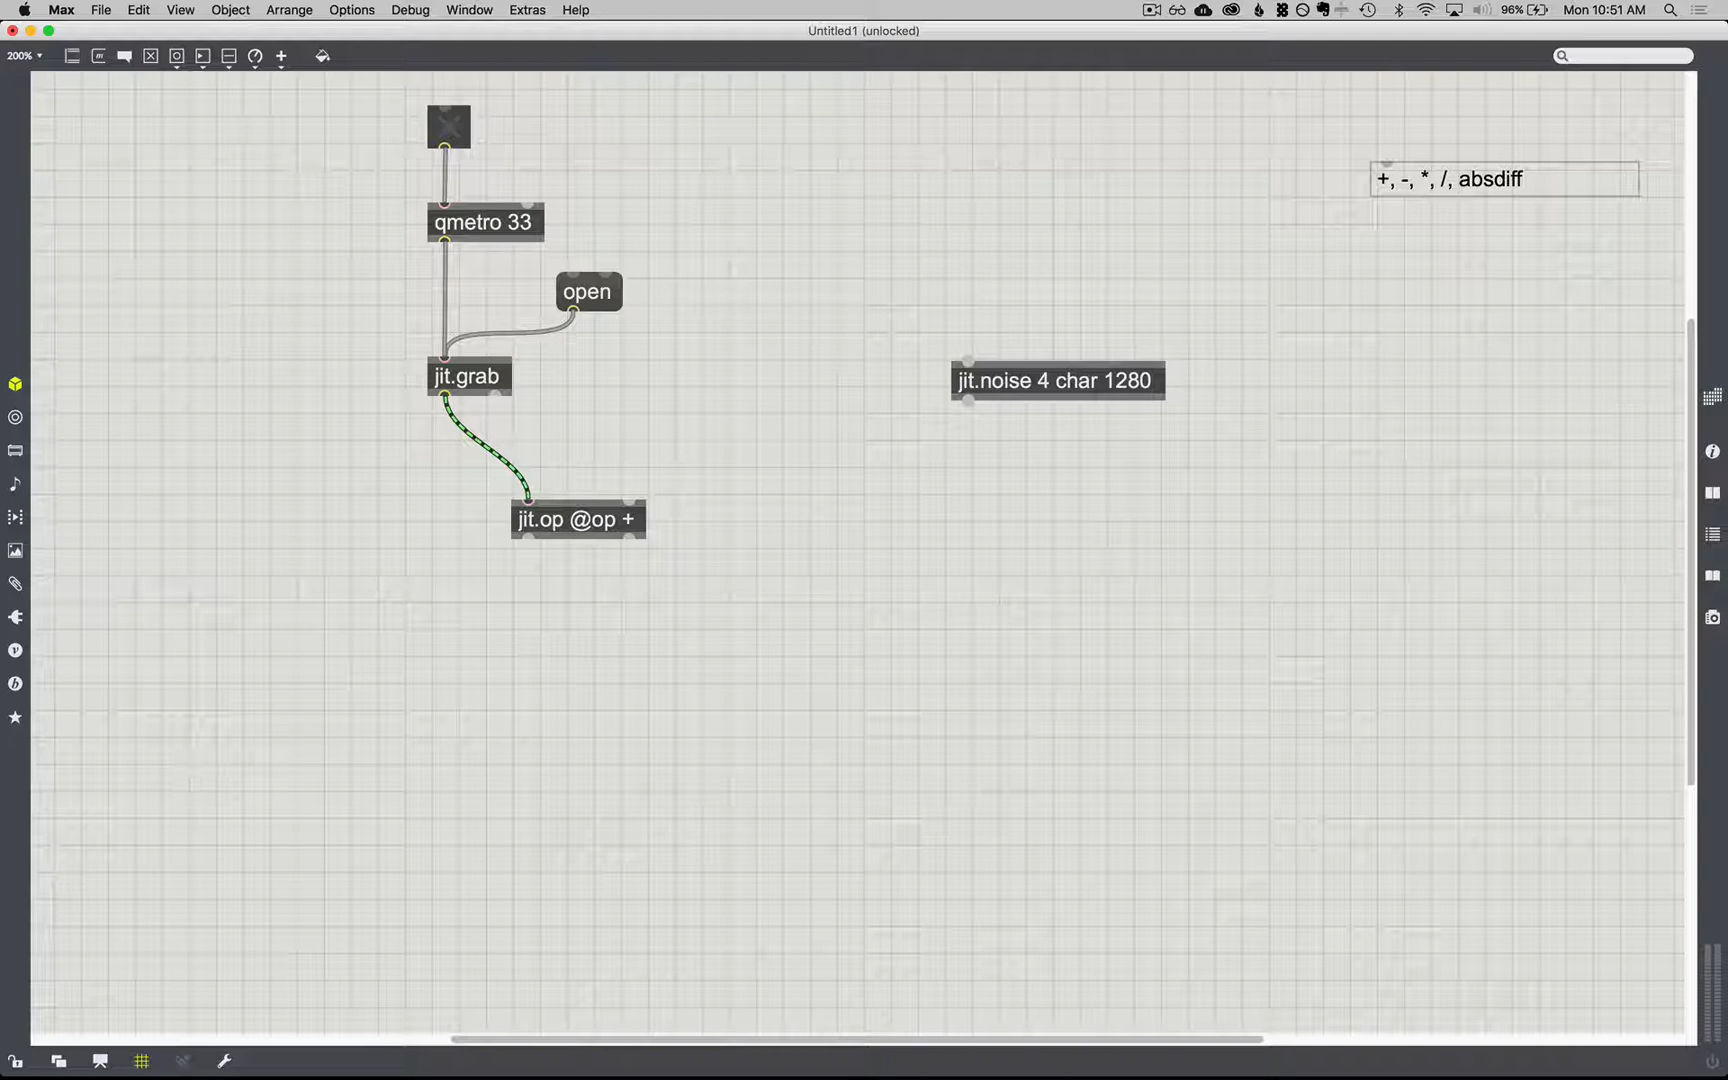 Max File Edit View Object Arrange Options Debug Window Extras Help 96% Mon 10:51 AM
Untitled1 (unlocked)
200%
+, -, *, /, absdiff
qmetro 33
open
jit.grab
jit.noise 4 char 1280
jit.op @op +